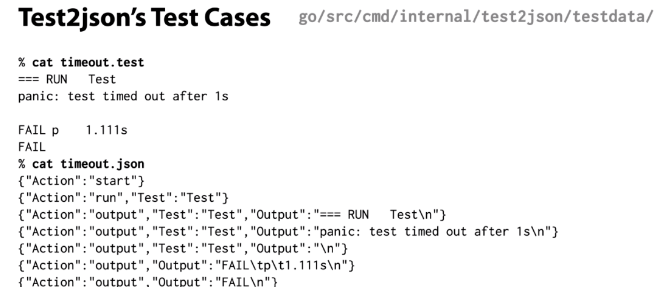 Test2json's Test Cases go/src/cmd/internal/test2json/testdata/
% cat timeout.test
=== RUN   Test
panic: test timed out after 1s

FAIL p    1.111s
FAIL
% cat timeout.json
{"Action":"start"}
{"Action":"run","Test":"Test"}
{"Action":"output","Test":"Test","Output":"=== RUN   Test\n"}
{"Action":"output","Test":"Test","Output":"panic: test timed out after 1s\n"}
{"Action":"output","Test":"Test","Output":"\n"}
{"Action":"output","Output":"FAIL\tp\t1.111s\n"}
{"Action":"output","Output":"FAIL\n"}